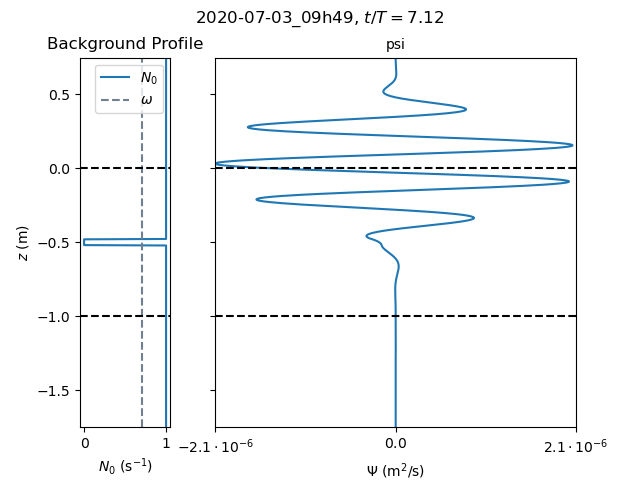 2020-07-03_09h49, t/T = 7.12
Background Profile
psi
N₀
ω
0.5
0.0
−0.5
−1.0
−1.5
z (m)
0 1
N₀ (s⁻¹)
−2.1 · 10⁻⁶ 0.0 2.1 · 10⁻⁶
Ψ (m²/s)